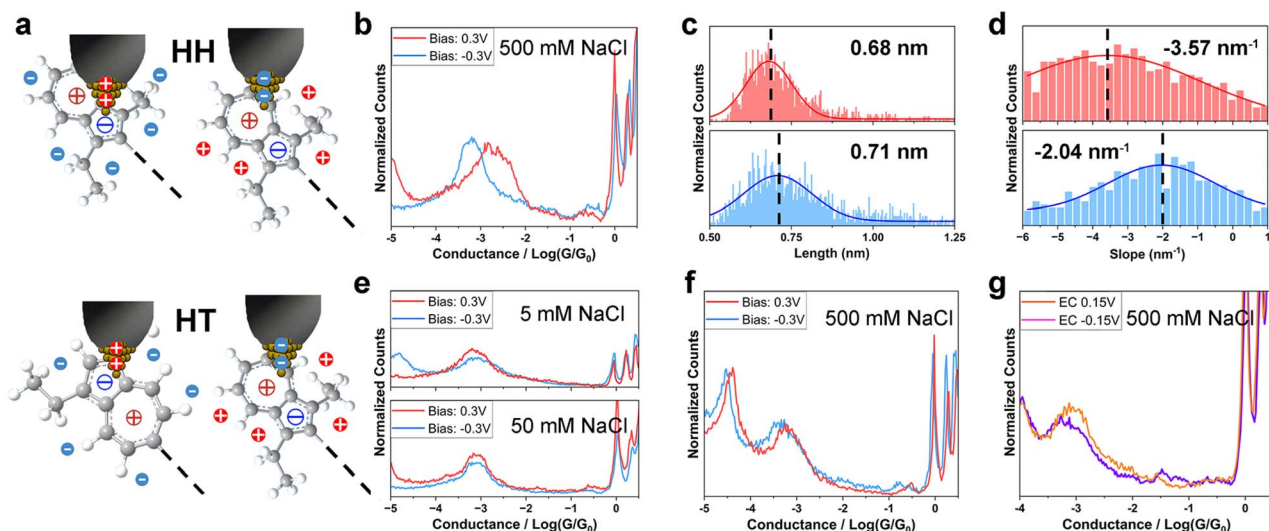 a
HH
HT
b
Bias: 0.3V
Bias: -0.3V
500 mM NaCl
Normalized Counts
-5 -4 -3 -2 -1 0
Conductance / Log(G/G₀)
c
0.68 nm
Normalized Counts
0.71 nm
Normalized Counts
0.50 0.75 1.00 1.25
Length (nm)
d
-3.57 nm⁻¹
Normalized Counts
-2.04 nm⁻¹
Normalized Counts
−6 −5 −4 −3 −2 −1 0 1
Slope (nm⁻¹)
e
Bias: 0.3V
Bias: -0.3V
5 mM NaCl
Normalized Counts
Bias: 0.3V
Bias: -0.3V
50 mM NaCl
-5 -4 -3 -2 -1 0
Conductance / Log(G/G₀)
f
Bias: 0.3V
Bias: -0.3V
500 mM NaCl
Normalized Counts
-5 -4 -3 -2 -1 0
Conductance / Log(G/G₀)
g
EC 0.15V
EC -0.15V
500 mM NaCl
Normalized Counts
-4 -3 -2 -1 0
Conductance / Log(G/G₀)